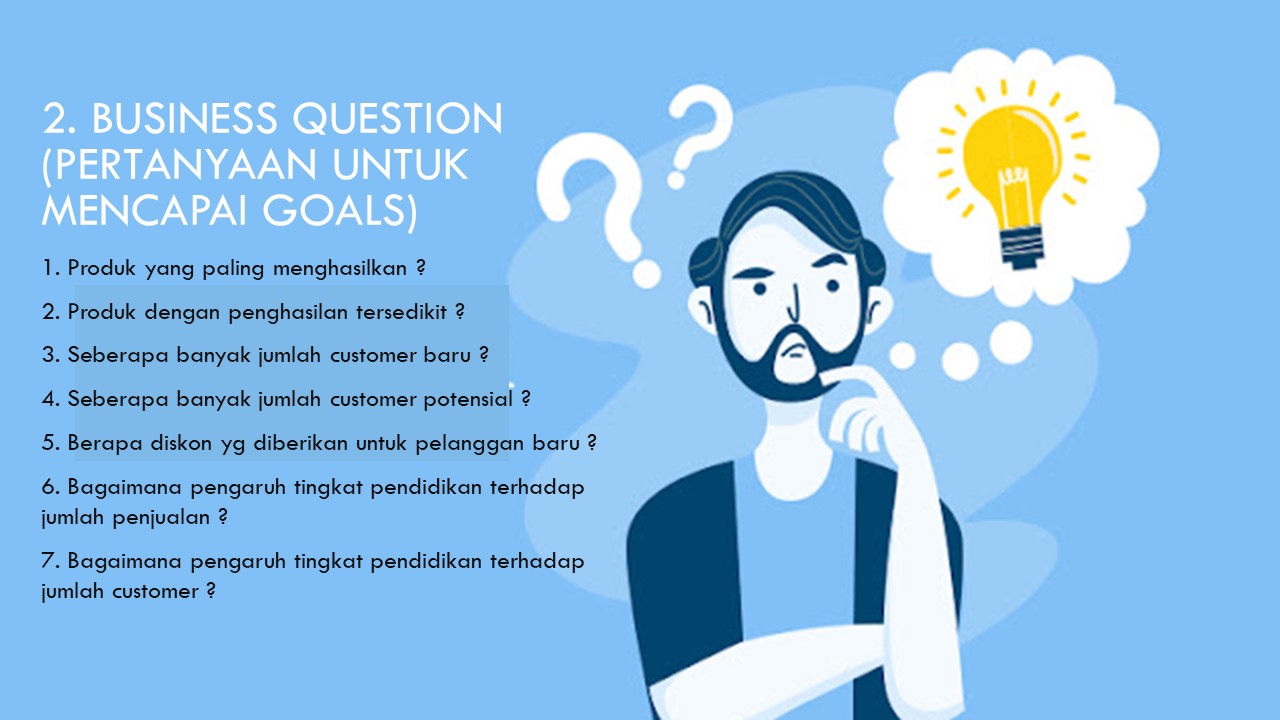 2. BUSINESS QUESTION
(PERTANYAAN UNTUK
MENCAPAI GOALS)
1. Produk yang paling menghasilkan ?
2. Produk dengan penghasilan tersedikit ?
3. Seberapa banyak jumlah customer baru ?
4. Seberapa banyak jumlah customer potensial ?
5. Berapa diskon yg diberikan untuk pelanggan baru ?
6. Bagaimana pengaruh tingkat pendidikan terhadap
jumlah penjualan ?
7. Bagaimana pengaruh tingkat pendidikan terhadap
jumlah customer ?